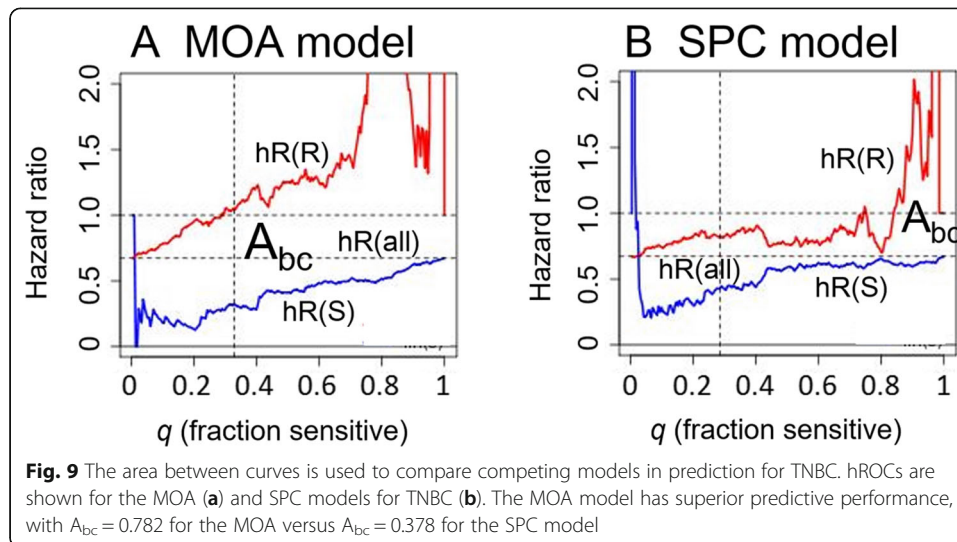 A MOA model
Hazard ratio
2.0
1.5
1.0
0.5
0
hR(R)
A_bc
hR(all)
hR(S)
0 0.2 0.4 0.6 0.8 1
q (fraction sensitive)
B SPC model
Hazard ratio
2.0
1.5
1.0
0.5
0
hR(R)
A_bc
hR(all)
hR(S)
0 0.2 0.4 0.6 0.8 1
q (fraction sensitive)
Fig. 9 The area between curves is used to compare competing models in prediction for TNBC. hROCs are
shown for the MOA (a) and SPC models for TNBC (b). The MOA model has superior predictive performance,
with A_bc = 0.782 for the MOA versus A_bc = 0.378 for the SPC model